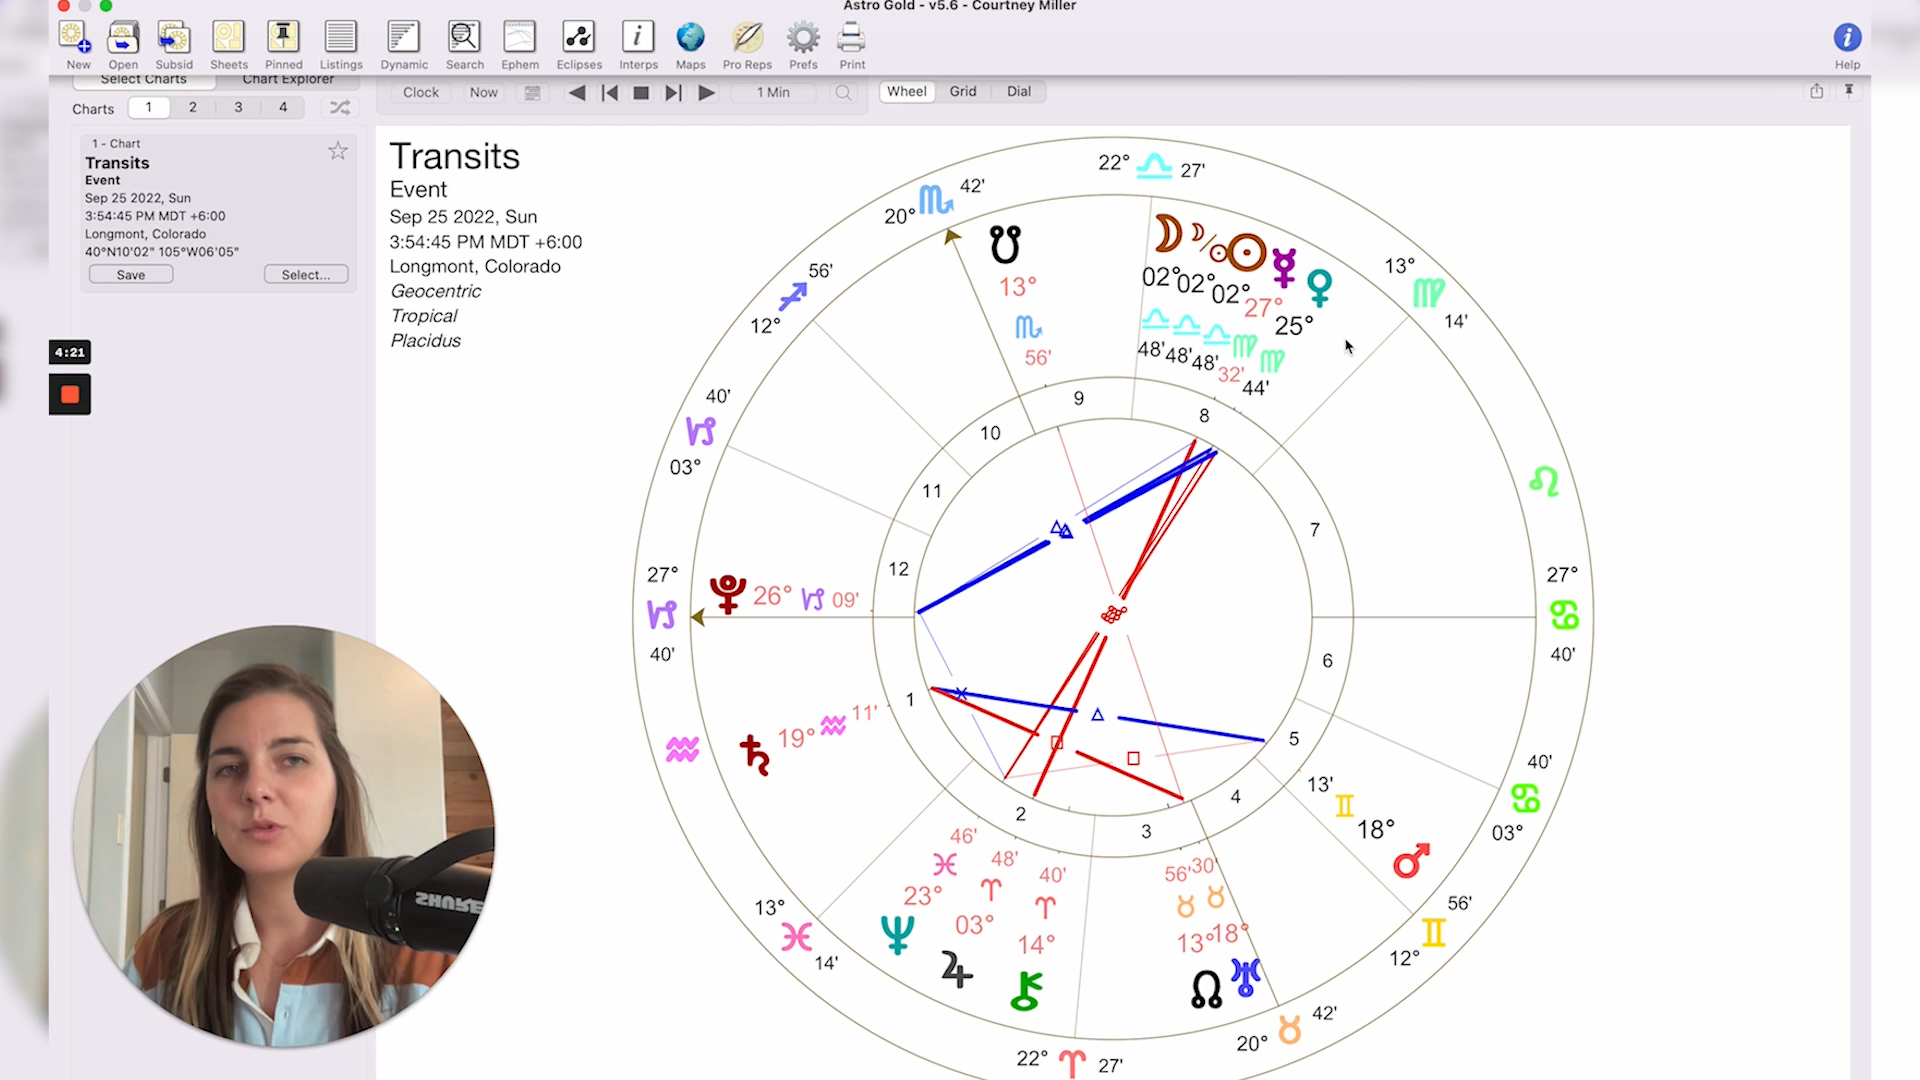 Astro Gold - v5.6 - Courtney Miller
New Open Subsid Sheets Pinned Listings Dynamic Search Ephem Eclipses Interps Maps Pro Reps Prefs Print Help
Select Charts Chart Explorer
Clock Now 1 Min Wheel Grid Dial
Charts 1 2 3 4
1 - Chart
Transits
Event
Sep 25 2022, Sun
3:54:45 PM MDT +6:00
Longmont, Colorado
40°N10'02" 105°W06'05"
Save Select...
4:21
Transits
Event
Sep 25 2022, Sun
3:54:45 PM MDT +6:00
Longmont, Colorado
Geocentric
Tropical
Placidus
22° ♎ 27'
20° ♏ 42'
13° ♍ 14'
12° ♐ 56'
03° ♑ 40'
27° ♑ 40'
♒
13° ♓ 14'
22° ♈ 27'
20° ♉ 42'
12° ♊ 56'
03° ♋ 40'
27° ♋ 40'
♌
☋ 13° ♏ 56'
☽ 02° ♎ 48'
☽/☉ 02° ♎ 48'
☉ 02° ♎ 48'
☿ 27° ♍ 32'
♀ 25° ♍ 44'
♇ 26° ♑ 09'
♄ 19° ♒ 11'
♆ 23° ♓ 46'
♃ 03° ♈ 48'
⚷ 14° ♈ 40'
☊ 13° ♉ 56'
♅ 18° ♉ 30'
♂ 18° ♊ 13'
1
2
3
4
5
6
7
8
9
10
11
12
SHURE